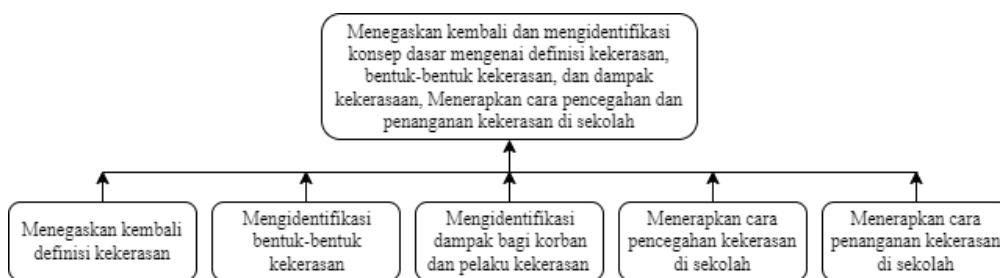 Menegaskan kembali dan mengidentifikasi
konsep dasar mengenai definisi kekerasan,
bentuk-bentuk kekerasan, dan dampak
kekerasaan, Menerapkan cara pencegahan dan
penanganan kekerasan di sekolah
Menegaskan kembali
definisi kekerasan
Mengidentifikasi
bentuk-bentuk
kekerasan
Mengidentifikasi
dampak bagi korban
dan pelaku kekerasan
Menerapkan cara
pencegahan kekerasan
di sekolah
Menerapkan cara
penanganan kekerasan
di sekolah